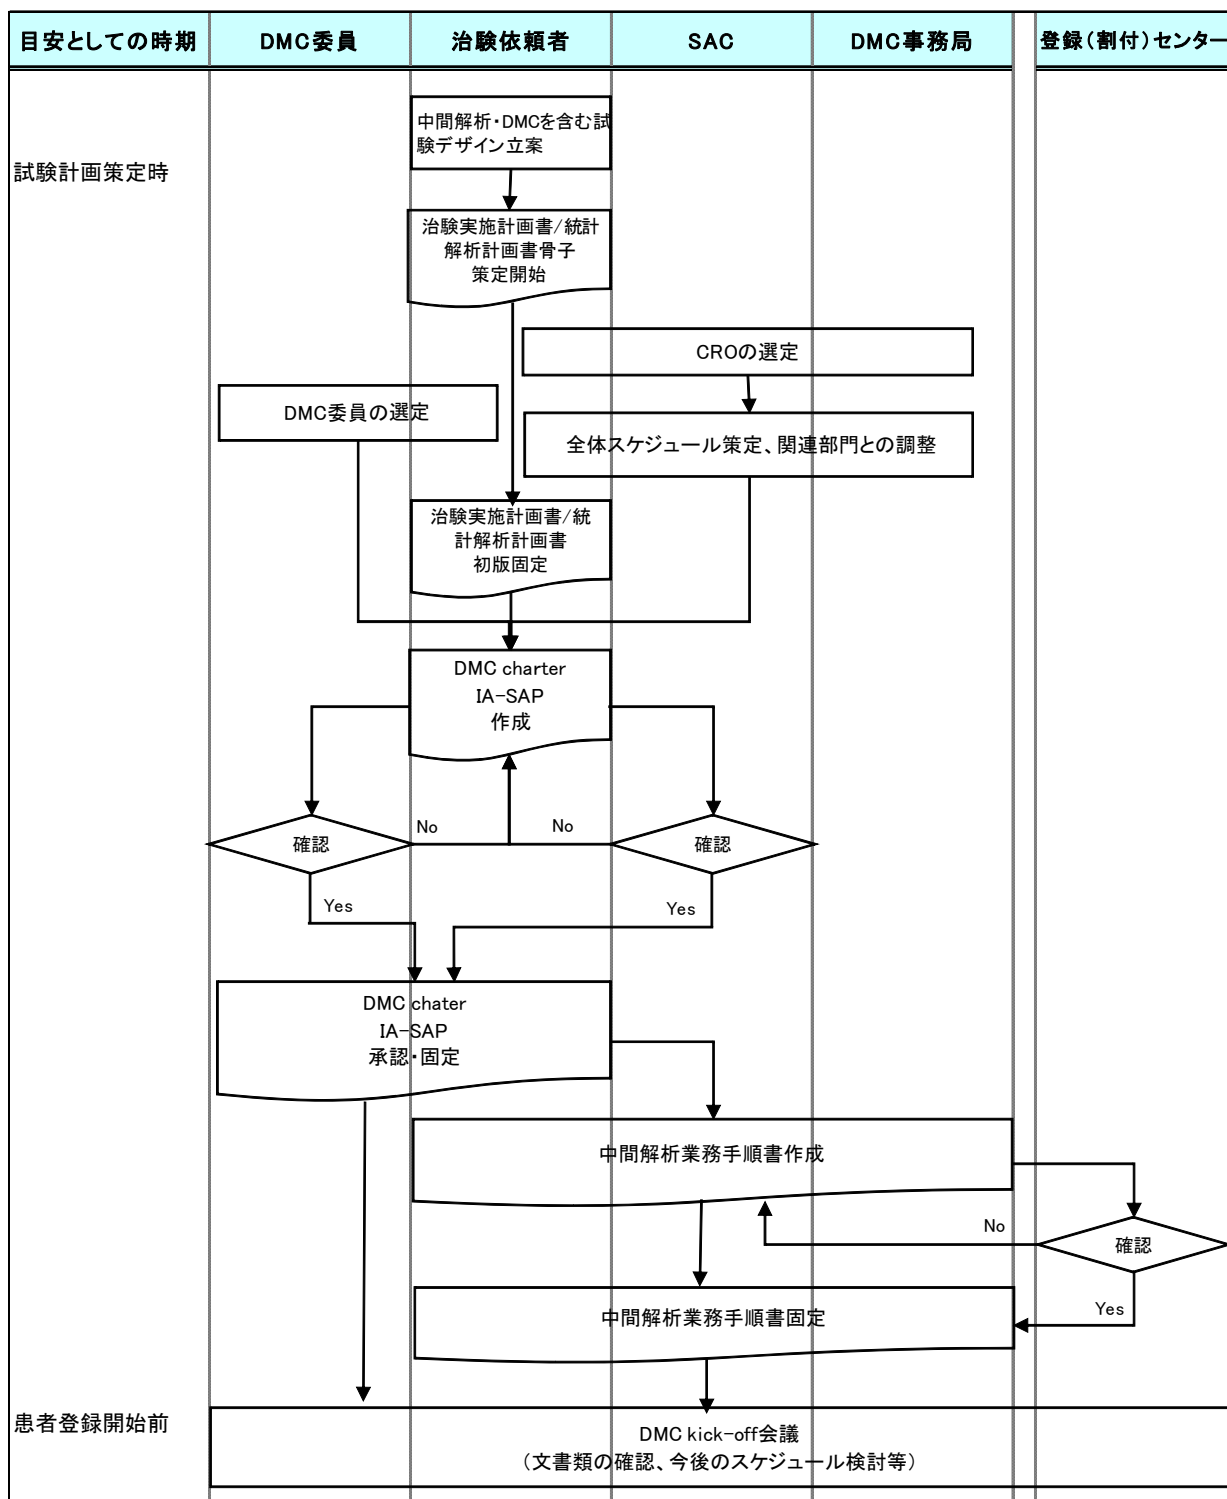 目安としての時期
DMC委員
治験依頼者
SAC
DMC事務局
登録(割付)センター
中間解析・DMCを含む試
験デザイン立案
試験計画策定時
治験実施計画書/統計
解析計画書骨子
策定開始
CROの選定
DMC委員の選定
全体スケジュール策定、関連部門との調整
治験実施計画書/統
計解析計画書
初版固定
DMC charter
IA-SAP
作成
No
No
確認
確認
Yes
Yes
DMC chater
IA-SAP
承認・固定
中間解析業務手順書作成
No
確認
Yes
中間解析業務手順書固定
患者登録開始前
DMC kick-off会議
(文書類の確認、今後のスケジュール検討等)